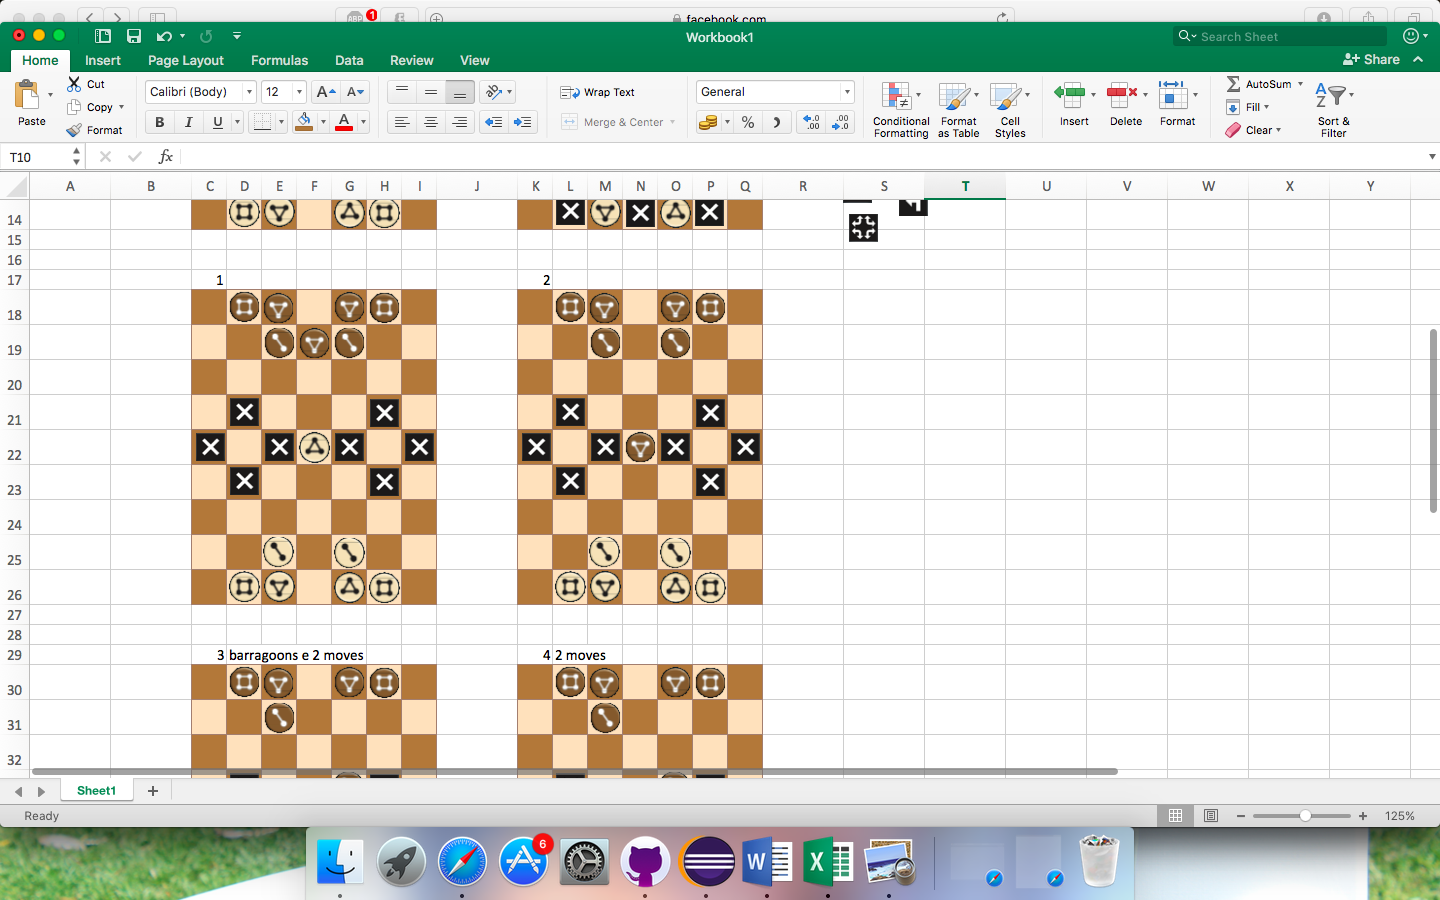 facebook.com
ABP 1
Workbook1
Search Sheet
Home Insert Page Layout Formulas Data Review View
Share
Paste
Cut
Copy
Format
Calibri (Body) 12
B I U
Wrap Text
Merge & Center
General
Conditional Formatting
Format as Table
Cell Styles
Insert
Delete
Format
AutoSum
Fill
Clear
Sort & Filter
T10
fx
A B C D E F G H I J K L M N O P Q R S T U V W X Y
14
15
16
17 1 2
18
19
20
21
22
23
24
25
26
27
28
29 3 barragoons e 2 moves 4 2 moves
30
31
32
Sheet1
Ready
125%
6